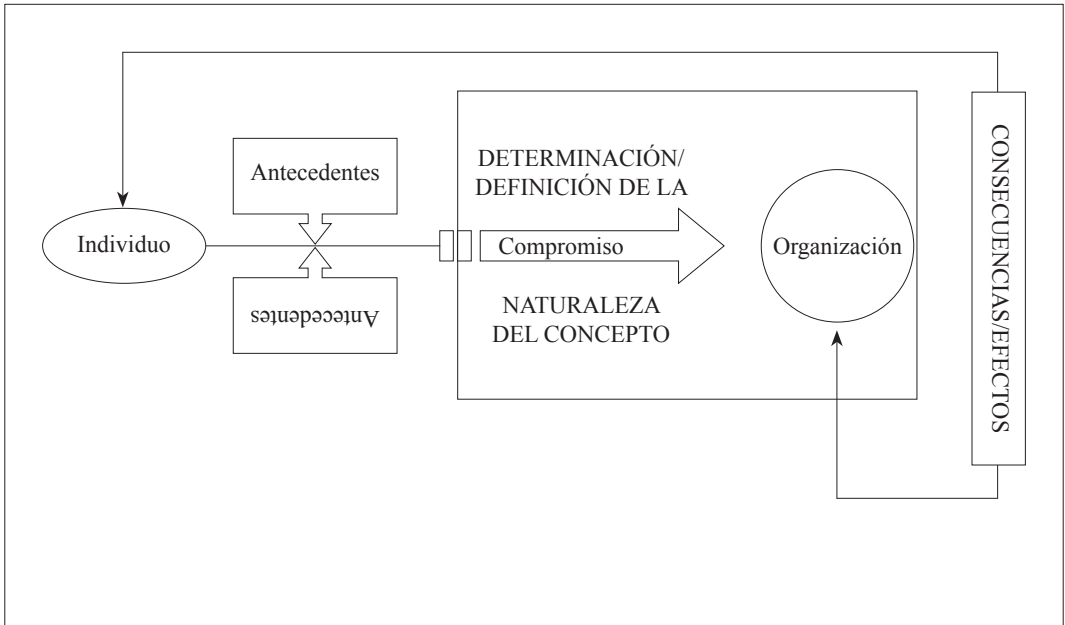 Antecedentes
DETERMINACIÓN/
DEFINICIÓN DE LA
Individuo
Compromiso
Organización
Antecedentes
NATURALEZA
DEL CONCEPTO
CONSECUENCIAS/EFECTOS